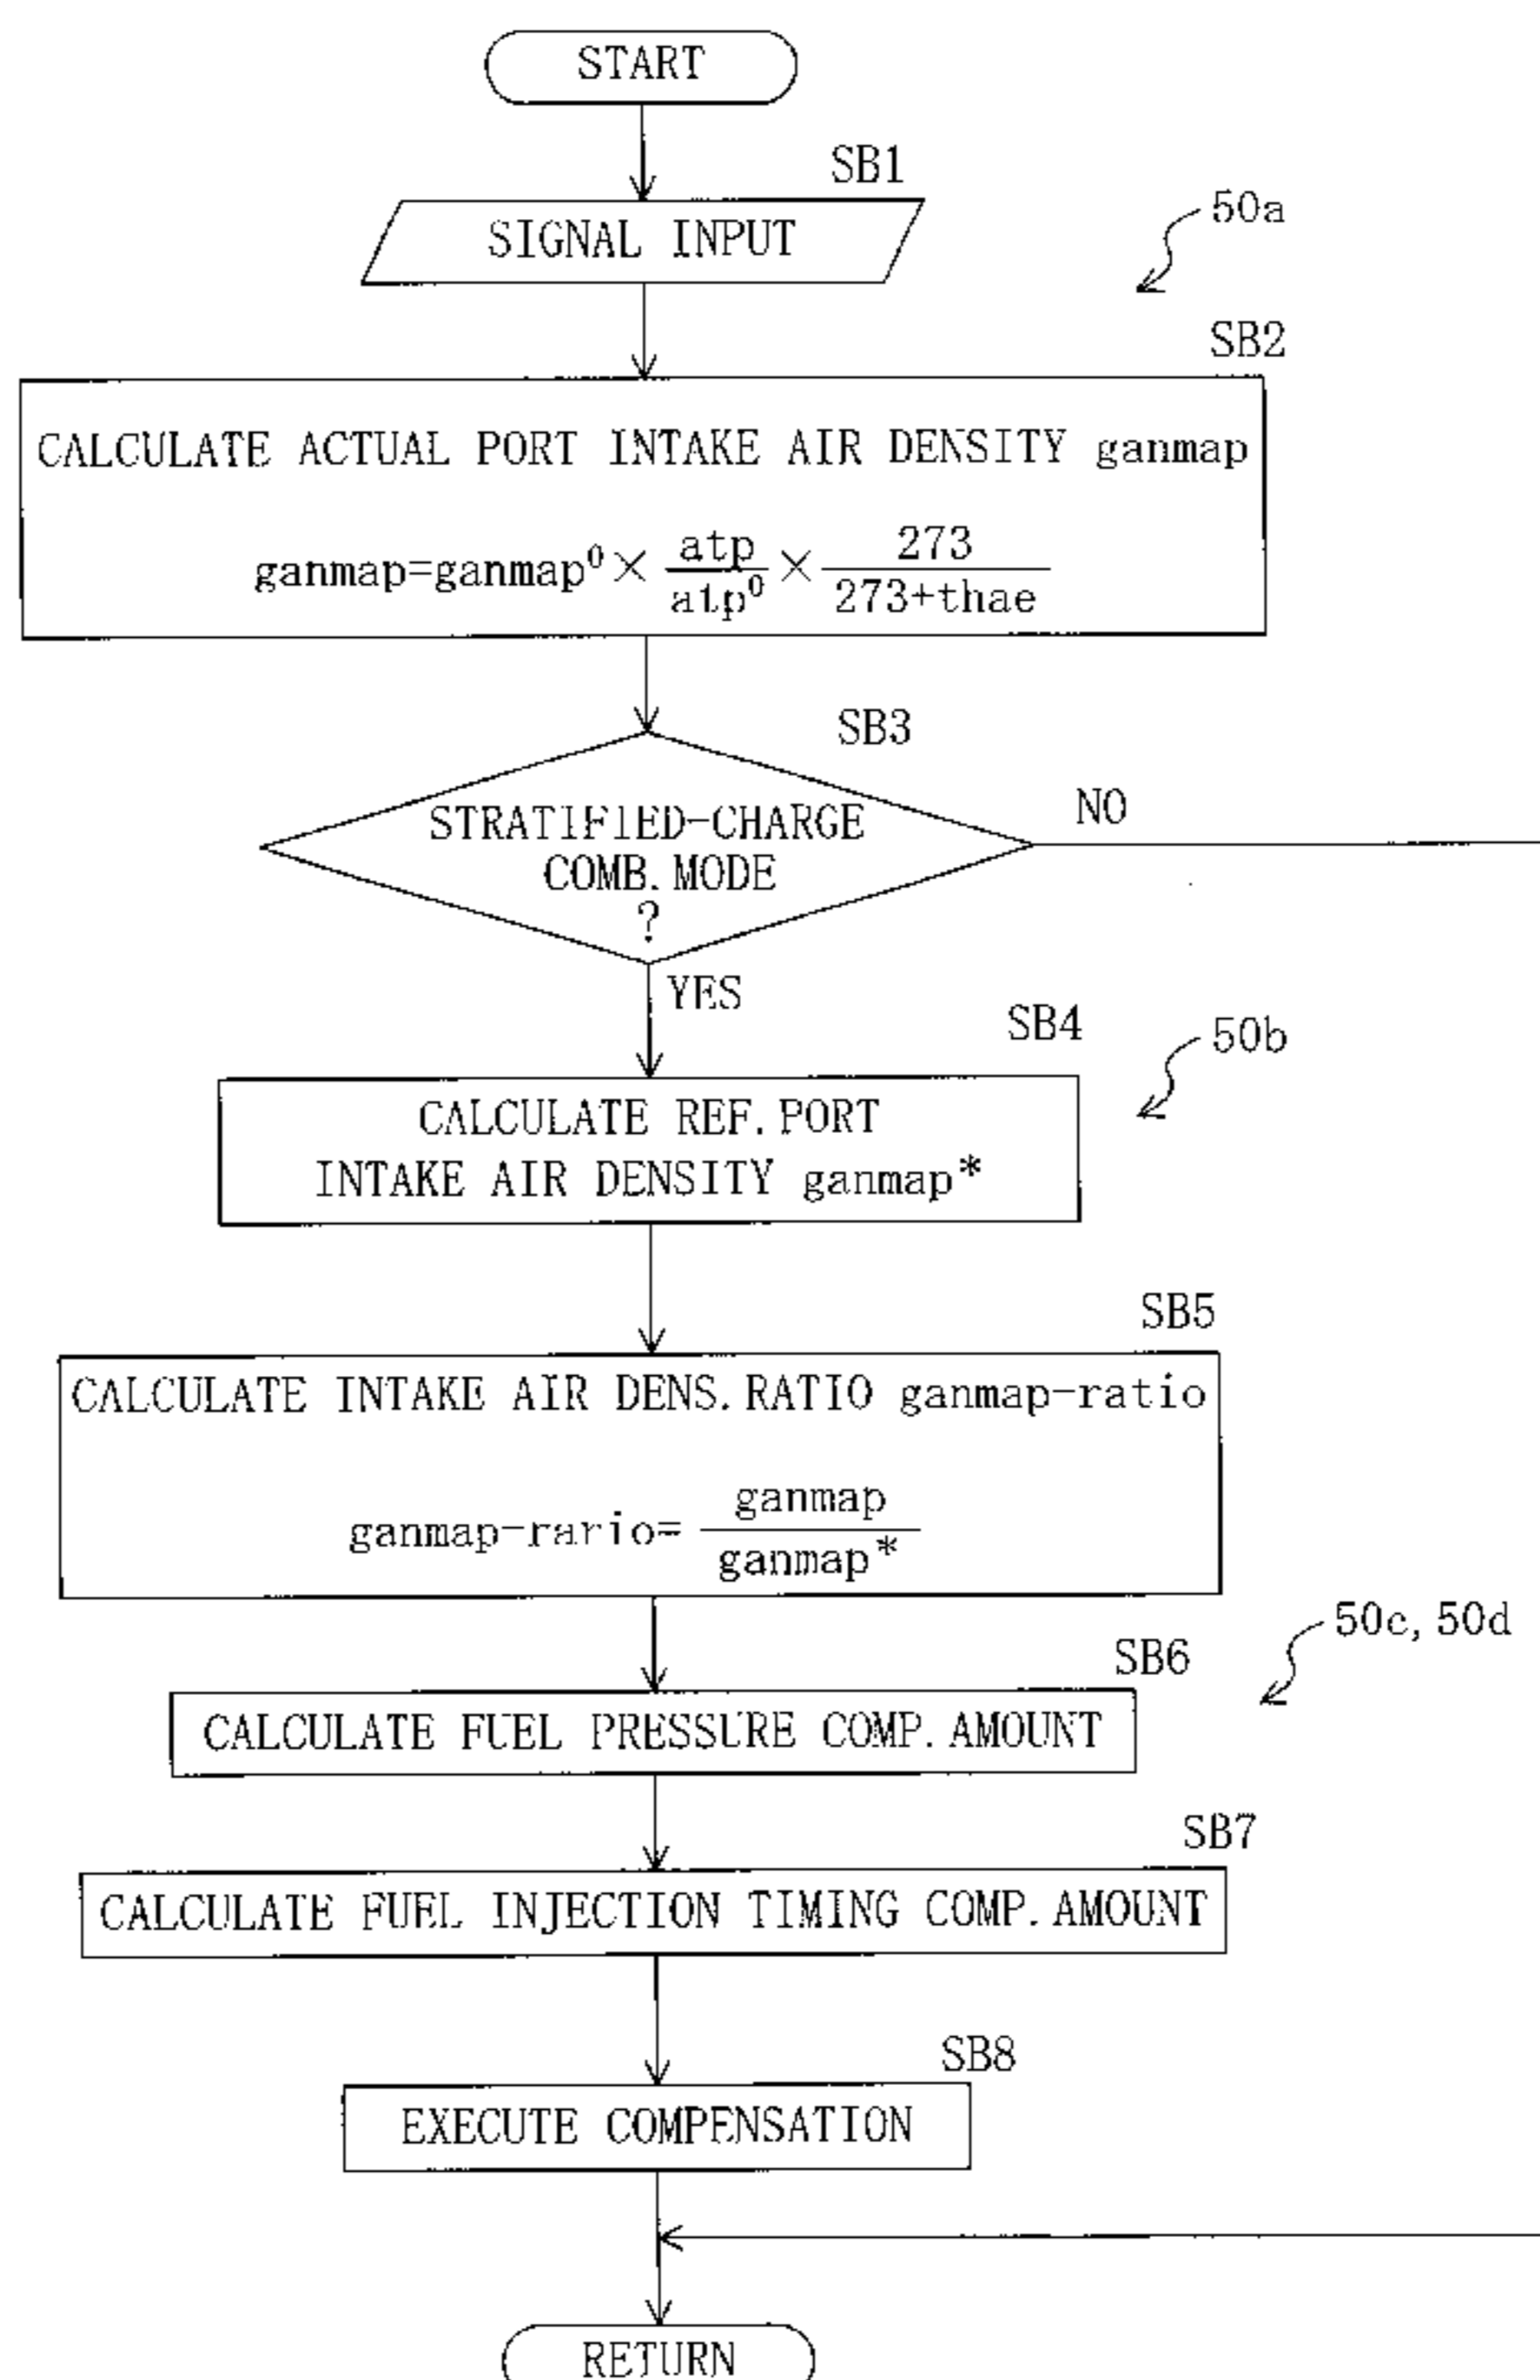 START
SB1
SIGNAL INPUT
50a
SB2
CALCULATE ACTUAL PORT INTAKE AIR DENSITY ganmap
ganmap=ganmap⁰ × atp/atp⁰ × 273/273+thae
SB3
STRATIFIED-CHARGE
COMB. MODE
?
NO
YES
SB4
50b
CALCULATE REF. PORT
INTAKE AIR DENSITY ganmap*
SB5
CALCULATE INTAKE AIR DENS. RATIO ganmap-ratio
ganmap-rario= ganmap/ganmap*
50c, 50d
SB6
CALCULATE FUEL PRESSURE COMP. AMOUNT
SB7
CALCULATE FUEL INJECTION TIMING COMP. AMOUNT
SB8
EXECUTE COMPENSATION
RETURN